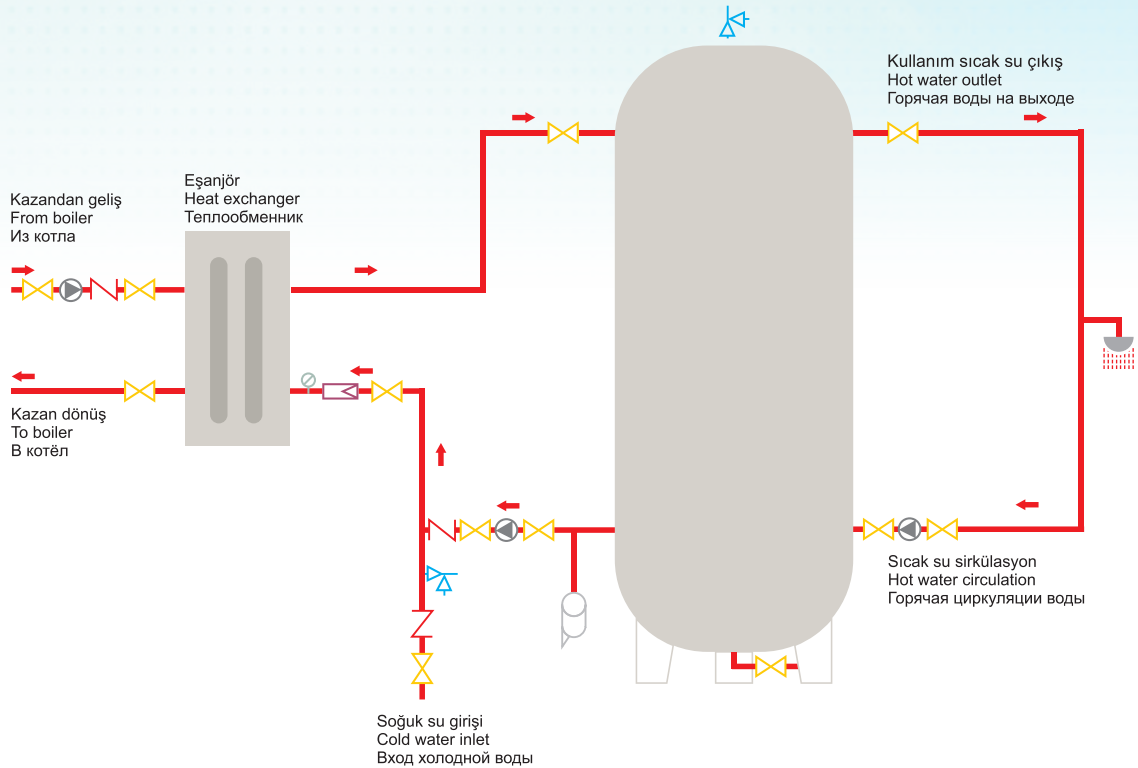 Kullanım sıcak su çıkış
Hot water outlet
Горячая воды на выходе
Eşanjör
Heat exchanger
Теплообменник
Kazandan geliş
From boiler
Из котла
Kazan dönüş
To boiler
В котёл
Sıcak su sirkülasyon
Hot water circulation
Горячая циркуляции воды
Soğuk su girişi
Cold water inlet
Вход холодной воды